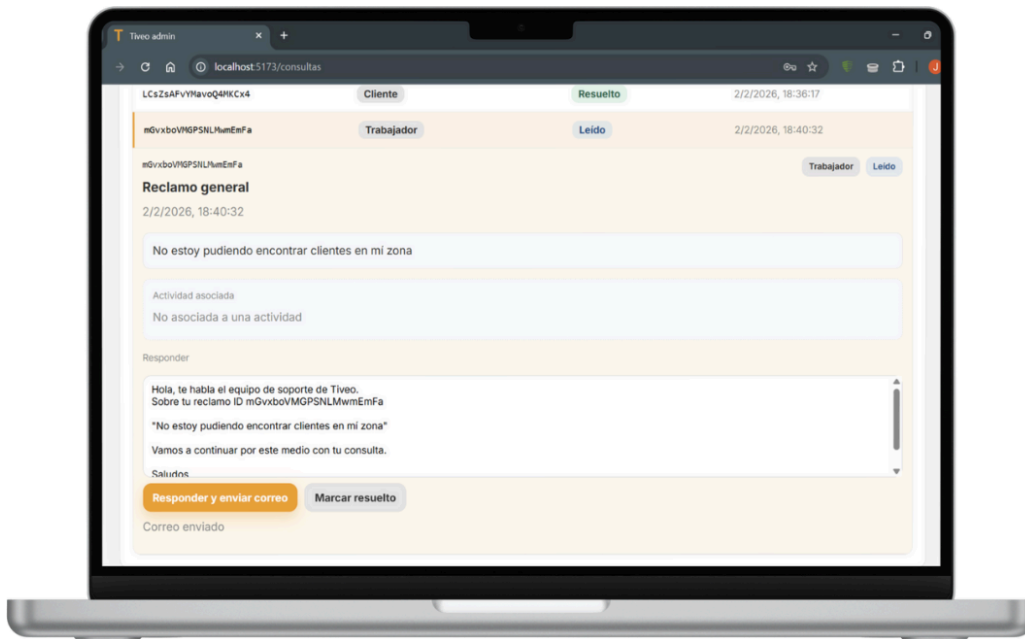 T Tiveo admin
localhost:5173/consultas
J
LCsZsAFvYMavoQ4MKCx4 Cliente Resuelto 2/2/2026, 18:36:17
mGvxboVMGPSNLMwmEmFa Trabajador Leído 2/2/2026, 18:40:32
mGvxboVMGPSNLMwmEmFa Trabajador Leído
Reclamo general
2/2/2026, 18:40:32
No estoy pudiendo encontrar clientes en mi zona
Actividad asociada
No asociada a una actividad
Responder
Hola, te habla el equipo de soporte de Tiveo.
Sobre tu reclamo ID mGvxboVMGPSNLMwmEmFa
"No estoy pudiendo encontrar clientes en mi zona"
Vamos a continuar por este medio con tu consulta.
Saludos
Responder y enviar correo Marcar resuelto
Correo enviado